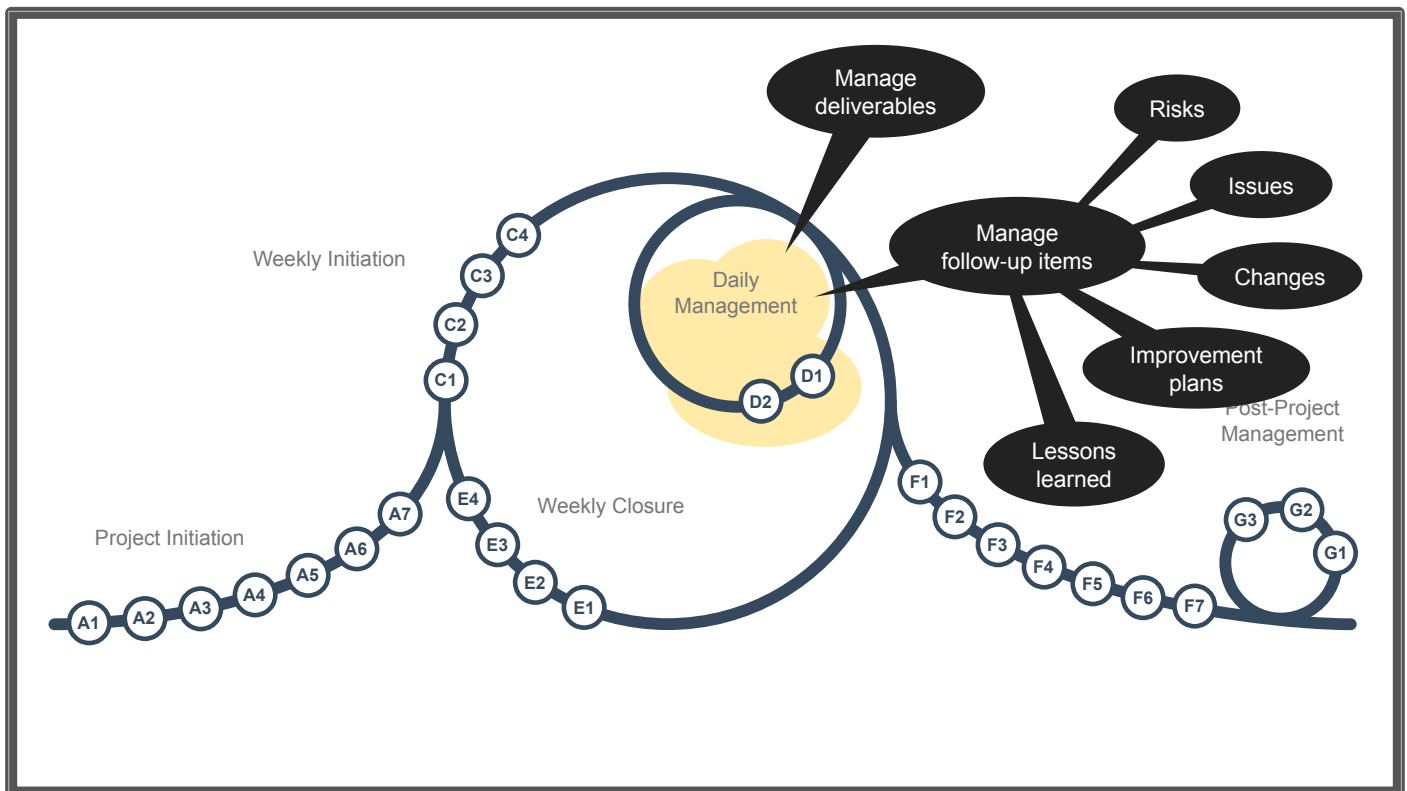 Manage
deliverables
Risks
Issues
Manage
follow-up items
Changes
Improvement
plans
Lessons
learned
Weekly Initiation
Daily
Management
C4
C3
C2
C1
D1
D2
Post-Project
Management
Weekly Closure
Project Initiation
A1
A2
A3
A4
A5
A6
A7
E4
E3
E2
E1
F1
F2
F3
F4
F5
F6
F7
G3
G2
G1